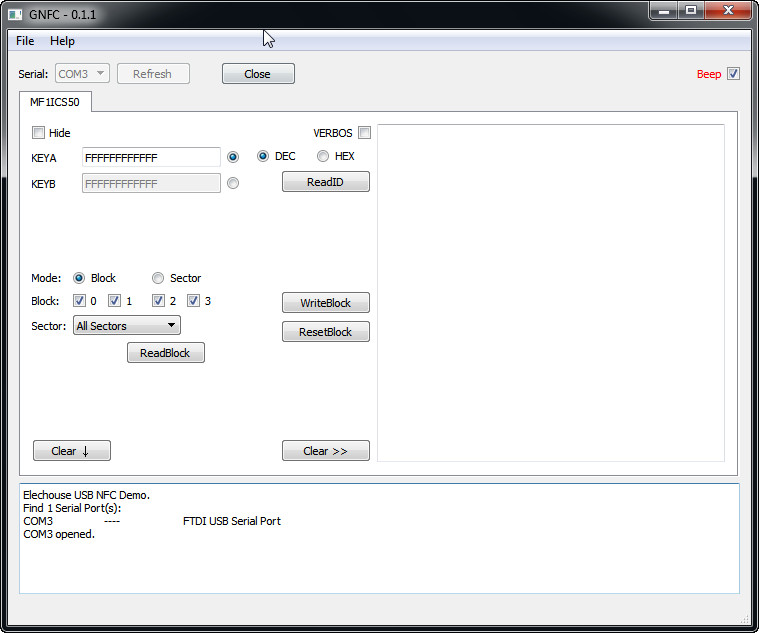 GNFC - 0.1.1
File Help
Serial: COM3 Refresh Close Beep
MF1ICS50
Hide VERBOS
KEYA FFFFFFFFFFFF DEC HEX
KEYB FFFFFFFFFFFF ReadID
Mode: Block Sector
Block: 0 1 2 3 WriteBlock
Sector: All Sectors ResetBlock
ReadBlock
Clear ↓ Clear >>
Elechouse USB NFC Demo.
Find 1 Serial Port(s):
COM3 ---- FTDI USB Serial Port
COM3 opened.